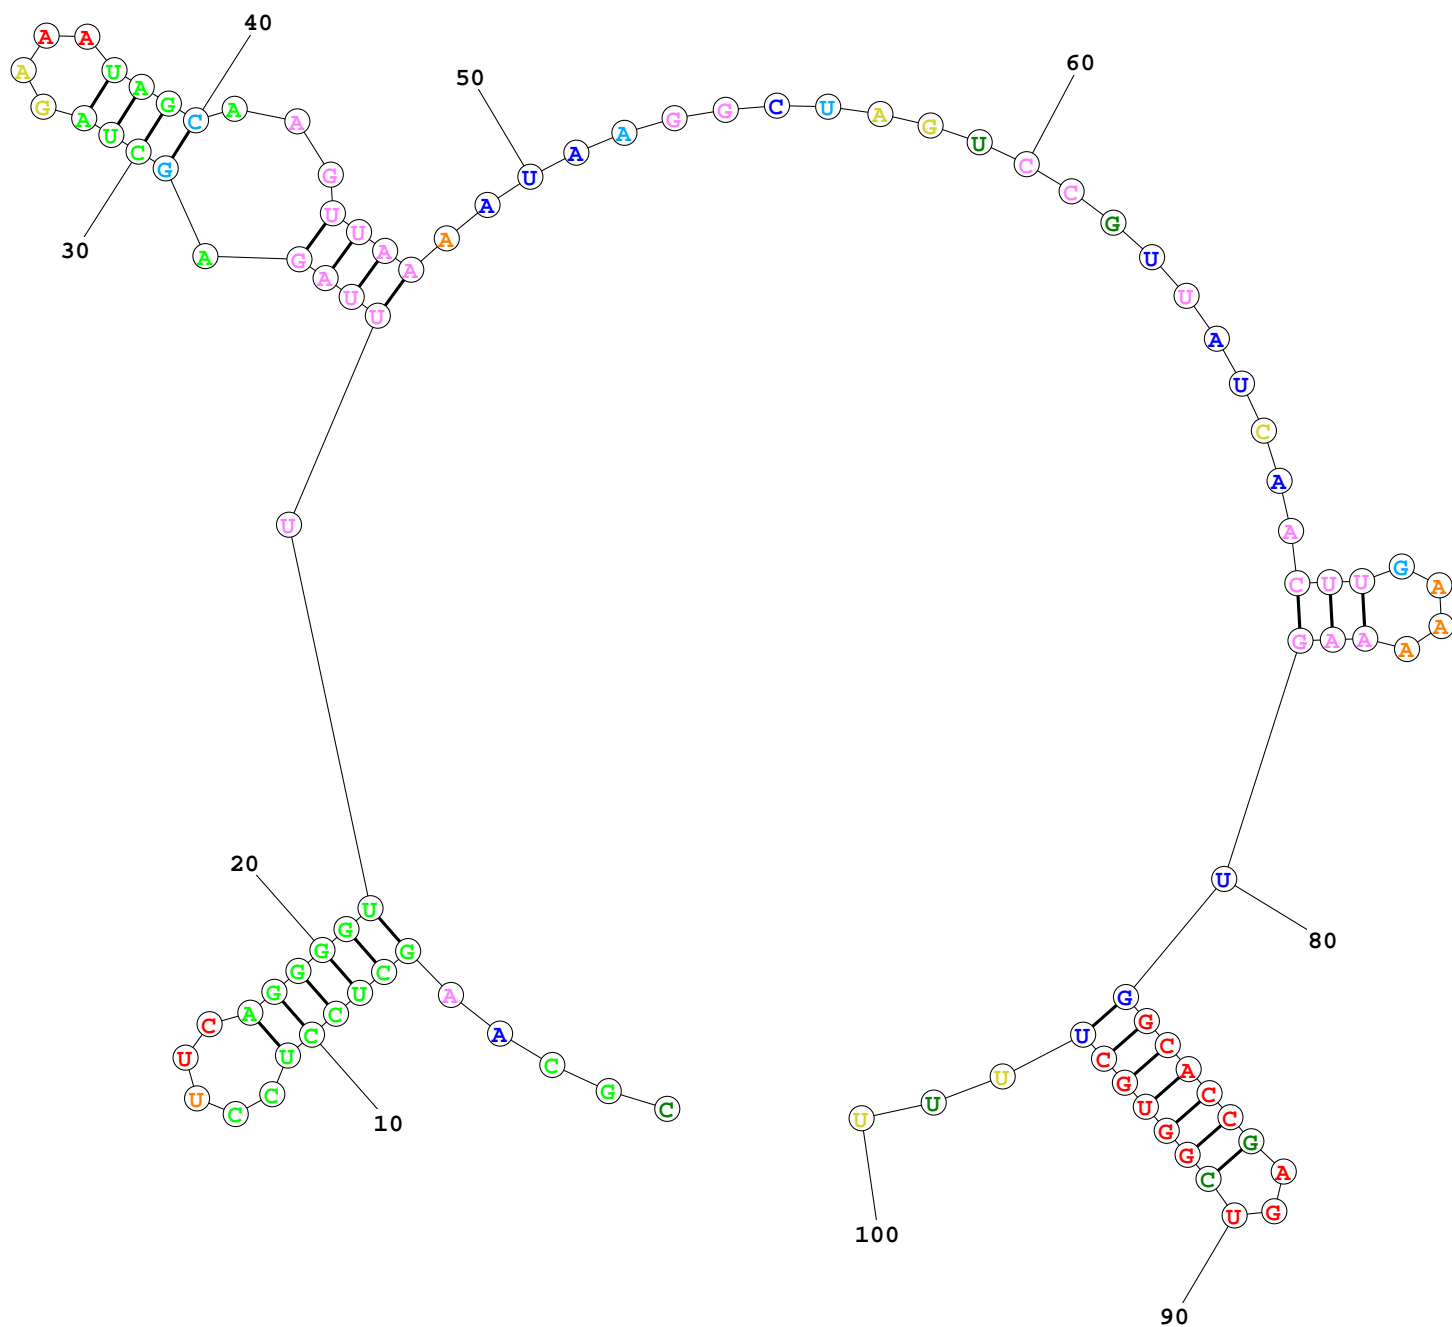 C G C A A G C U C C
10
U C C U U C A G G G
20
G U U U U A G A G C
30
U A G A A A U A G C
40
A A G U U A A A A U
50
A A G G C U A G U C
60
C G U U A U C A A C
U U G A A A A A G U
80
G G C A C C G A G U
90
C G G U G C U U U U
100